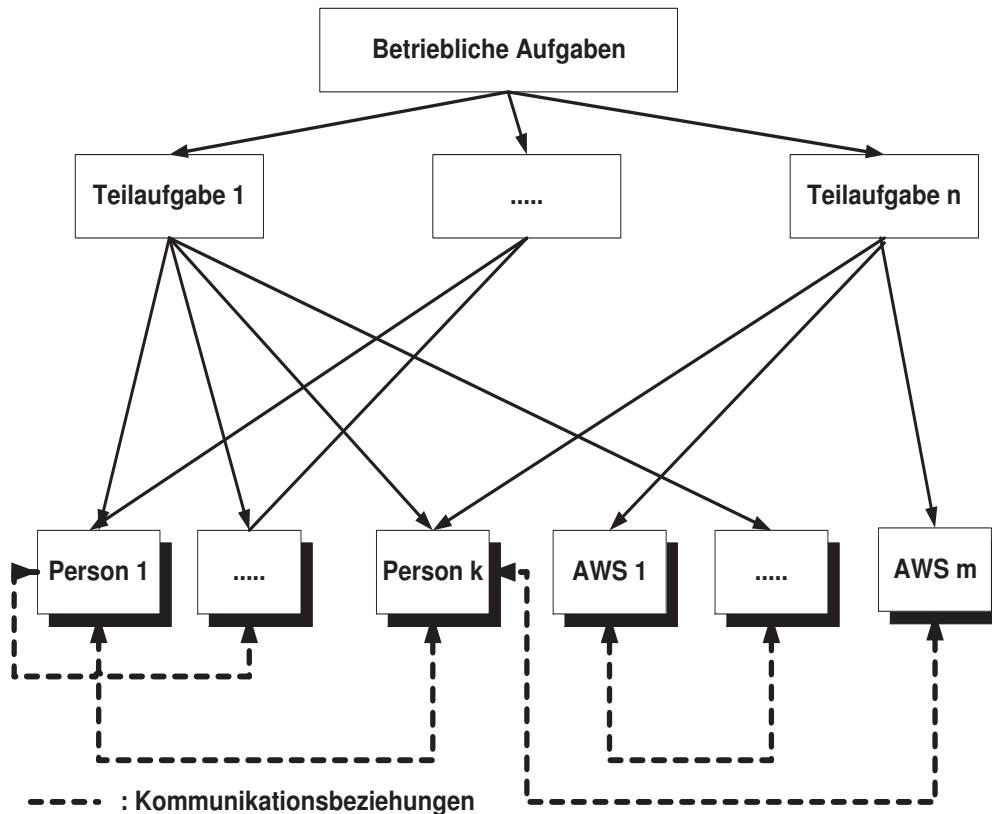 Betriebliche Aufgaben
Teilaufgabe 1
.....
Teilaufgabe n
Person 1
.....
Person k
AWS 1
.....
AWS m
: Kommunikationsbeziehungen